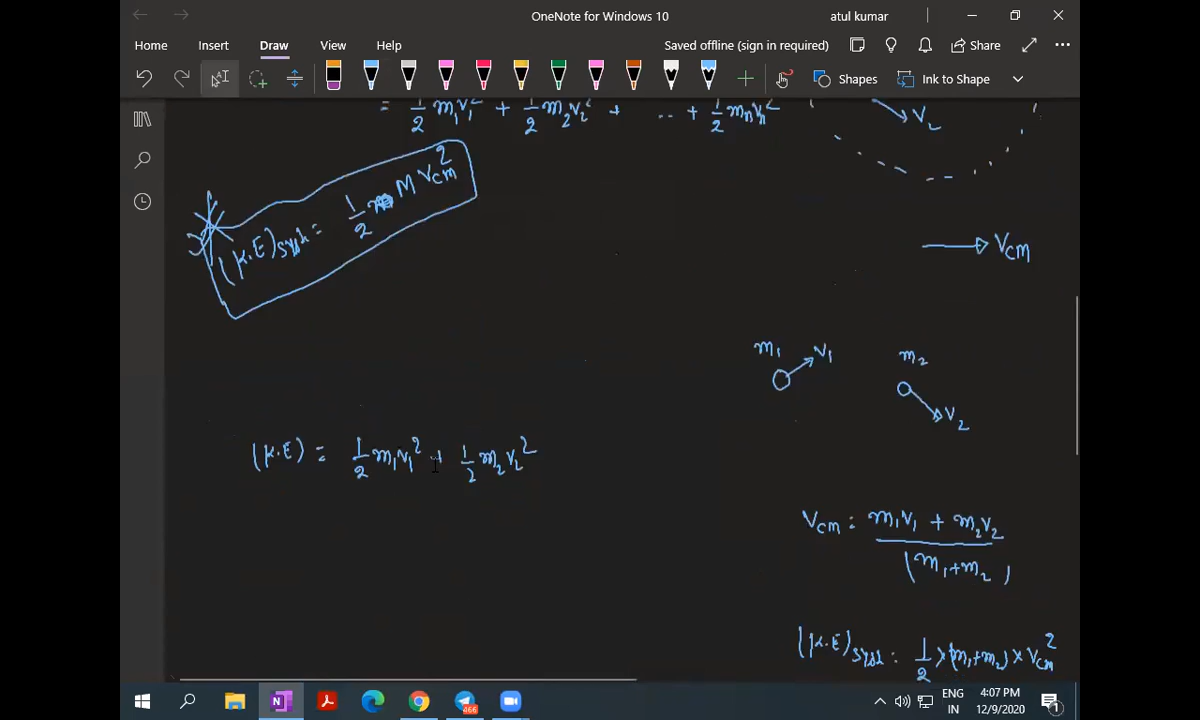 OneNote for Windows 10
atul kumar
Home Insert Draw View Help
Saved offline (sign in required)
Share
Shapes
Ink to Shape
= 1/2 m₁v₁² + 1/2 m₂v₂² + .. + 1/2 mₙvₙ²
V₂
(K.E)syst = 1/2 M Vcm²
Vcm
m₁ V₁
m₂ V₂
(K.E) = 1/2 m₁v₁² + 1/2 m₂v₂²
Vcm = m₁v₁ + m₂v₂ / (m₁+m₂)
(K.E)syst = 1/2 × (m₁+m₂) × Vcm²
466
ENG
IN
4:07 PM
12/9/2020
1